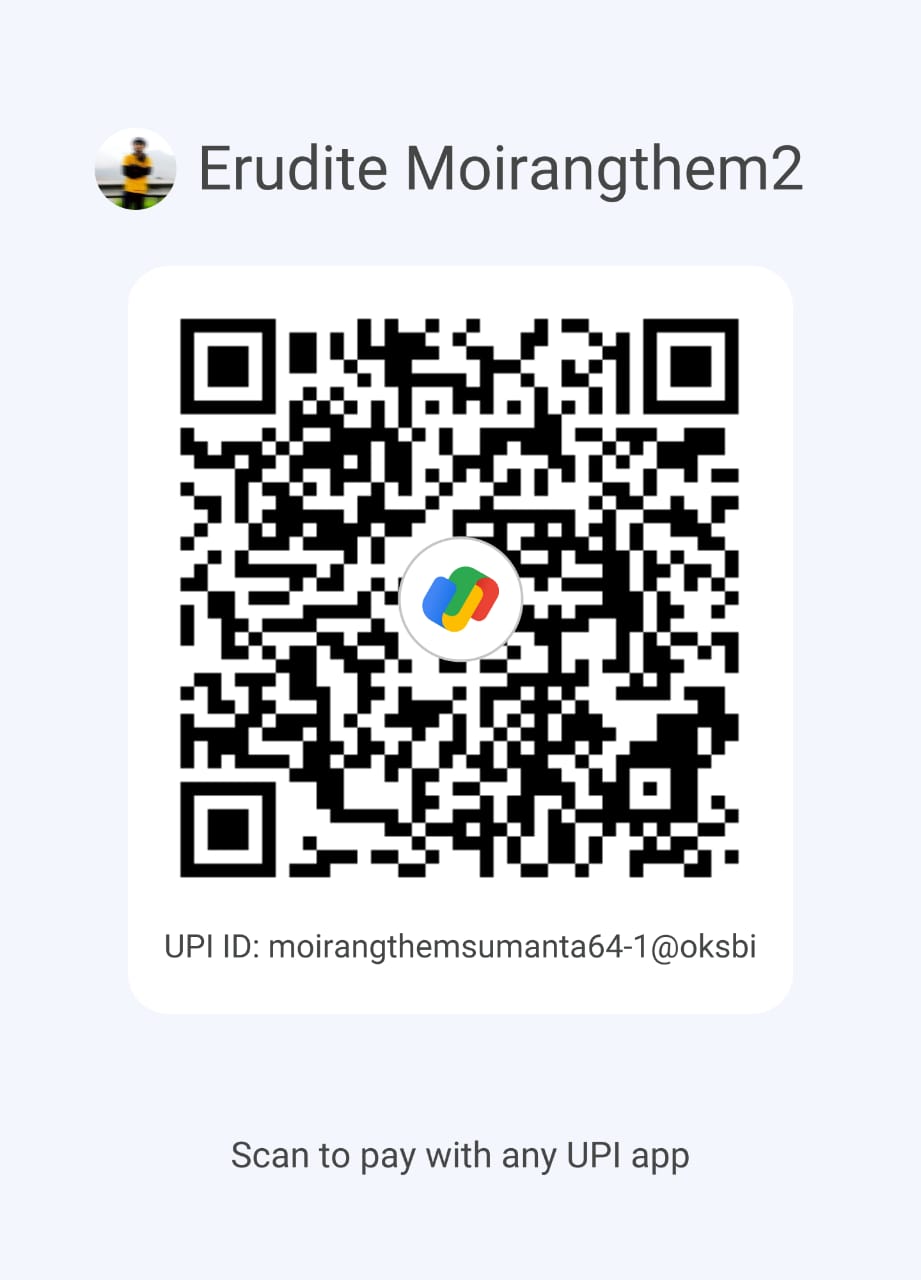 Erudite Moirangthem2
UPI ID: moirangthemsumanta64-1@oksbi
Scan to pay with any UPI app